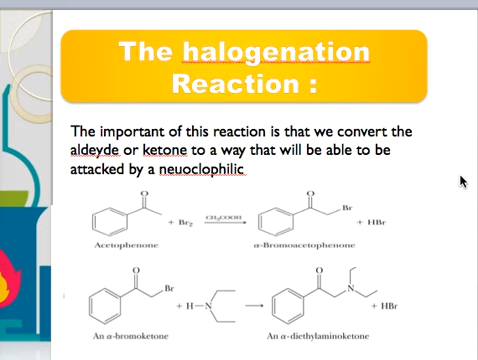 The halogenation
Reaction :
The important of this reaction is that we convert the
aldeyde or ketone to a way that will be able to be
attacked by a neuoclophilic
O O
Br
+ Br2 CH3COOH + HBr
Acetophenone α-Bromoacetophenone
O O
Br N
+ H—N + HBr
An α-bromoketone An α-diethylaminoketone